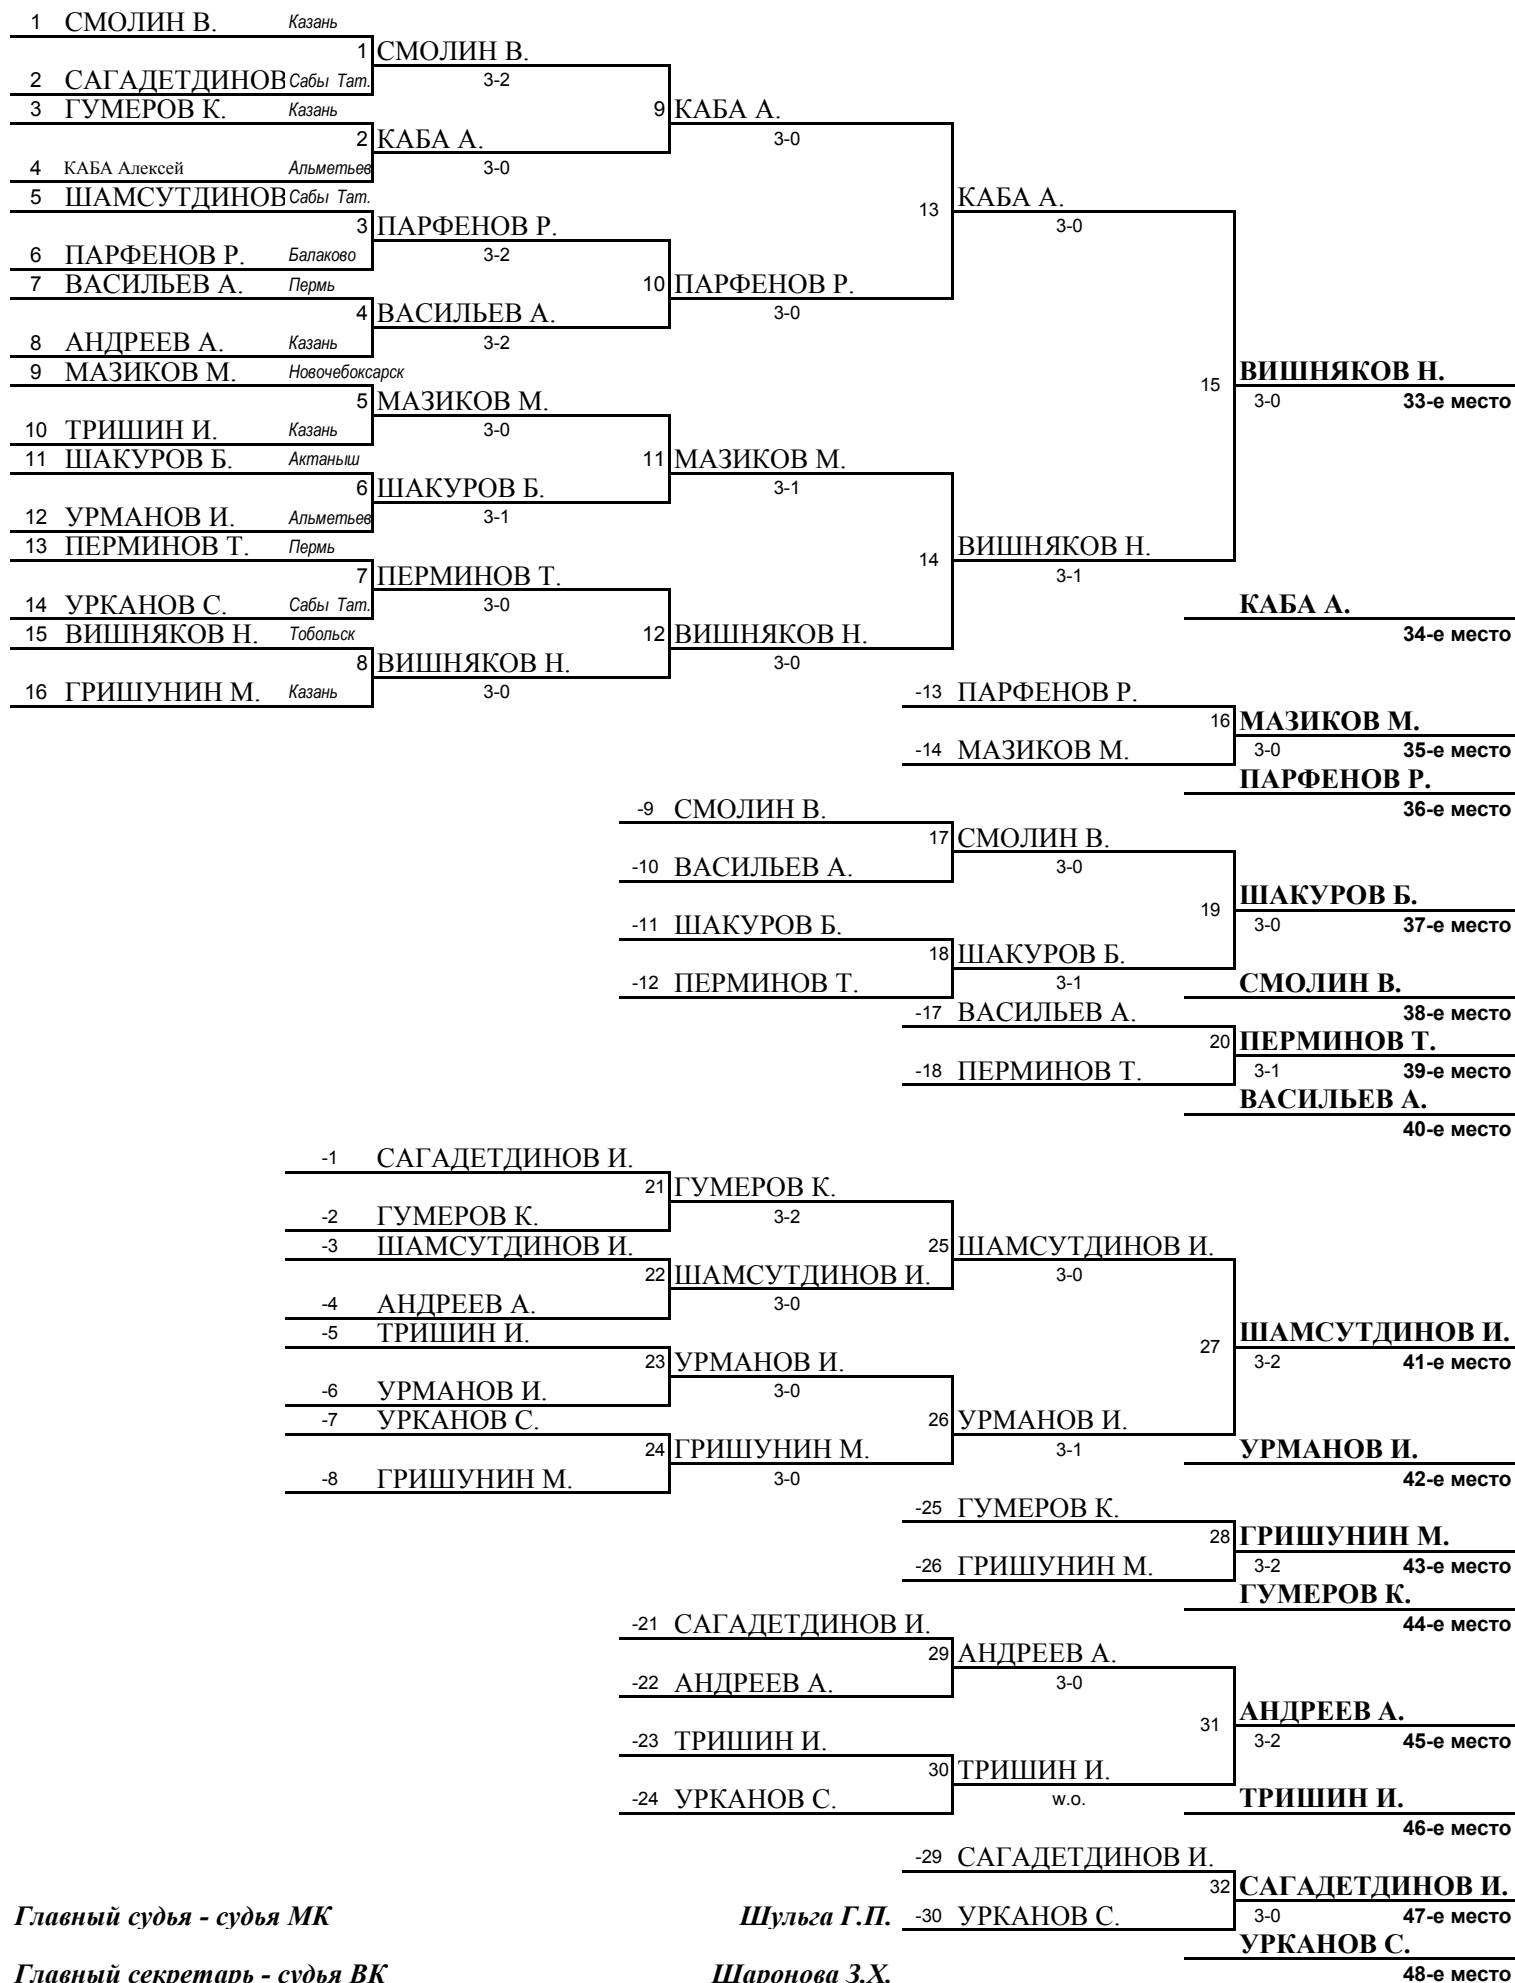 1 СМОЛИН В. Казань
1 СМОЛИН В.
2 САГАДЕТДИНОВ Сабы Тат. 3-2
3 ГУМЕРОВ К. Казань 9 КАБА А.
2 КАБА А. 3-0
4 КАБА Алексей Альметьев 3-0
5 ШАМСУТДИНОВ Сабы Тат. 13 КАБА А.
3 ПАРФЕНОВ Р. 3-0
6 ПАРФЕНОВ Р. Балаково 3-2
7 ВАСИЛЬЕВ А. Пермь 10 ПАРФЕНОВ Р.
4 ВАСИЛЬЕВ А. 3-0
8 АНДРЕЕВ А. Казань 3-2
9 МАЗИКОВ М. Новочебоксарск 15 ВИШНЯКОВ Н.
5 МАЗИКОВ М. 3-0 33-е место
10 ТРИШИН И. Казань 3-0
11 ШАКУРОВ Б. Актаныш 11 МАЗИКОВ М.
6 ШАКУРОВ Б. 3-1
12 УРМАНОВ И. Альметьев 3-1
13 ПЕРМИНОВ Т. Пермь 14 ВИШНЯКОВ Н.
7 ПЕРМИНОВ Т. 3-1
14 УРКАНОВ С. Сабы Тат. 3-0 КАБА А.
15 ВИШНЯКОВ Н. Тобольск 12 ВИШНЯКОВ Н. 34-е место
8 ВИШНЯКОВ Н. 3-0
16 ГРИШУНИН М. Казань 3-0 -13 ПАРФЕНОВ Р.
16 МАЗИКОВ М.
-14 МАЗИКОВ М. 3-0 35-е место
ПАРФЕНОВ Р.
-9 СМОЛИН В. 36-е место
17 СМОЛИН В.
-10 ВАСИЛЬЕВ А. 3-0
19 ШАКУРОВ Б.
-11 ШАКУРОВ Б. 3-0 37-е место
18 ШАКУРОВ Б.
-12 ПЕРМИНОВ Т. 3-1 СМОЛИН В.
-17 ВАСИЛЬЕВ А. 38-е место
20 ПЕРМИНОВ Т.
-18 ПЕРМИНОВ Т. 3-1 39-е место
ВАСИЛЬЕВ А.
40-е место
-1 САГАДЕТДИНОВ И.
21 ГУМЕРОВ К.
-2 ГУМЕРОВ К. 3-2
-3 ШАМСУТДИНОВ И. 25 ШАМСУТДИНОВ И.
22 ШАМСУТДИНОВ И. 3-0
-4 АНДРЕЕВ А. 3-0
-5 ТРИШИН И. 27 ШАМСУТДИНОВ И.
23 УРМАНОВ И. 3-2 41-е место
-6 УРМАНОВ И. 3-0
-7 УРКАНОВ С. 26 УРМАНОВ И.
24 ГРИШУНИН М. 3-1 УРМАНОВ И.
-8 ГРИШУНИН М. 3-0 42-е место
-25 ГУМЕРОВ К.
28 ГРИШУНИН М.
-26 ГРИШУНИН М. 3-2 43-е место
ГУМЕРОВ К.
-21 САГАДЕТДИНОВ И. 44-е место
29 АНДРЕЕВ А.
-22 АНДРЕЕВ А. 3-0
31 АНДРЕЕВ А.
-23 ТРИШИН И. 3-2 45-е место
30 ТРИШИН И.
-24 УРКАНОВ С. w.o. ТРИШИН И.
46-е место
-29 САГАДЕТДИНОВ И.
32 САГАДЕТДИНОВ И.
Главный судья - судья МК Шульга Г.П. -30 УРКАНОВ С. 3-0 47-е место
УРКАНОВ С.
Главный секретарь - судья ВК Шаронова З.Х. 48-е место